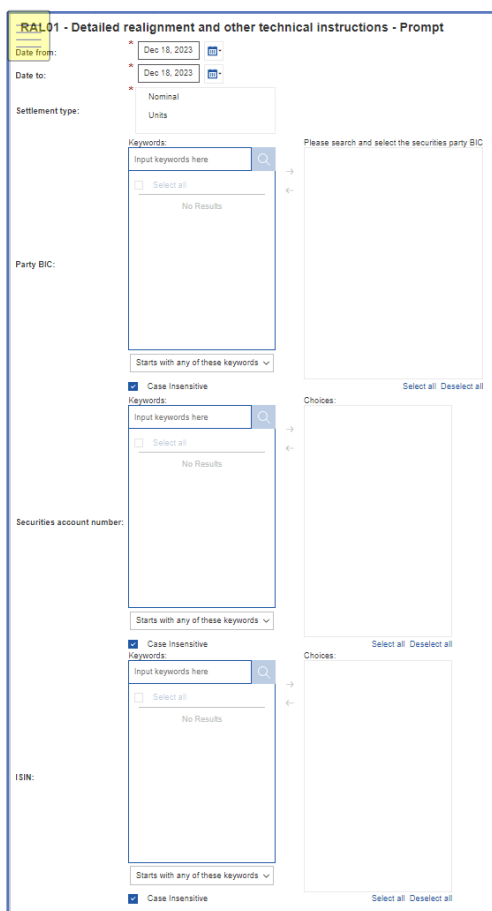 RAL01 - Detailed realignment and other technical instructions - Prompt
Date from:
* Dec 18, 2023
Date to:
* Dec 18, 2023
Settlement type:
* Nominal
Units
Keywords:
Please search and select the securities party BIC
Input keywords here
→
Select all
←
No Results
Party BIC:
Starts with any of these keywords
Case Insensitive
Select all Deselect all
Keywords:
Choices:
Input keywords here
→
Select all
←
No Results
Securities account number:
Starts with any of these keywords
Case Insensitive
Select all Deselect all
Keywords:
Choices:
Input keywords here
→
Select all
←
No Results
ISIN:
Starts with any of these keywords
Case Insensitive
Select all Deselect all